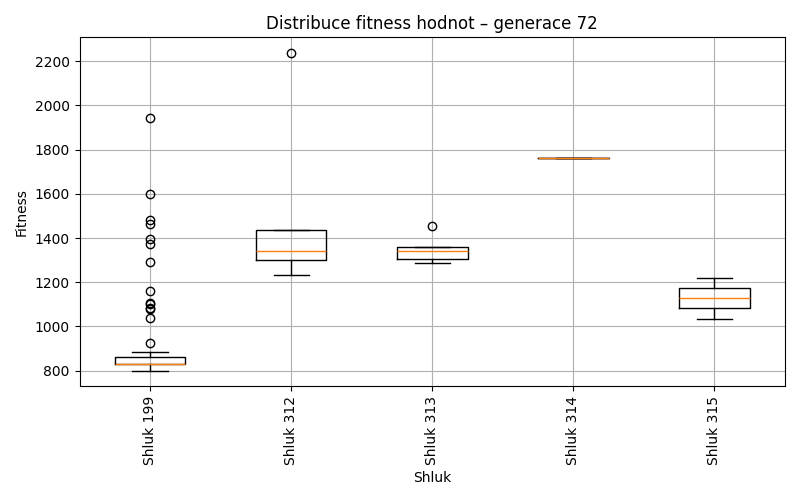 Distribuce fitness hodnot – generace 72
Fitness
2200
2000
1800
1600
1400
1200
1000
800
Shluk 199
Shluk 312
Shluk 313
Shluk 314
Shluk 315
Shluk